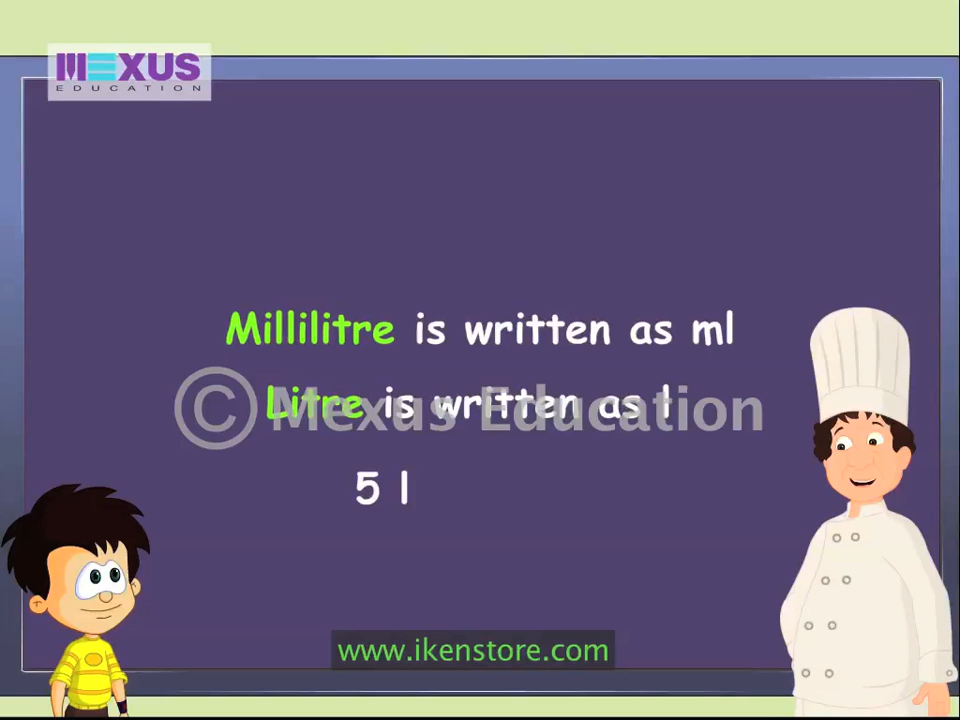 MEXUS
EDUCATION
Millilitre is written as ml
Litre is written as l
© Mexus Education
5 l
www.ikenstore.com